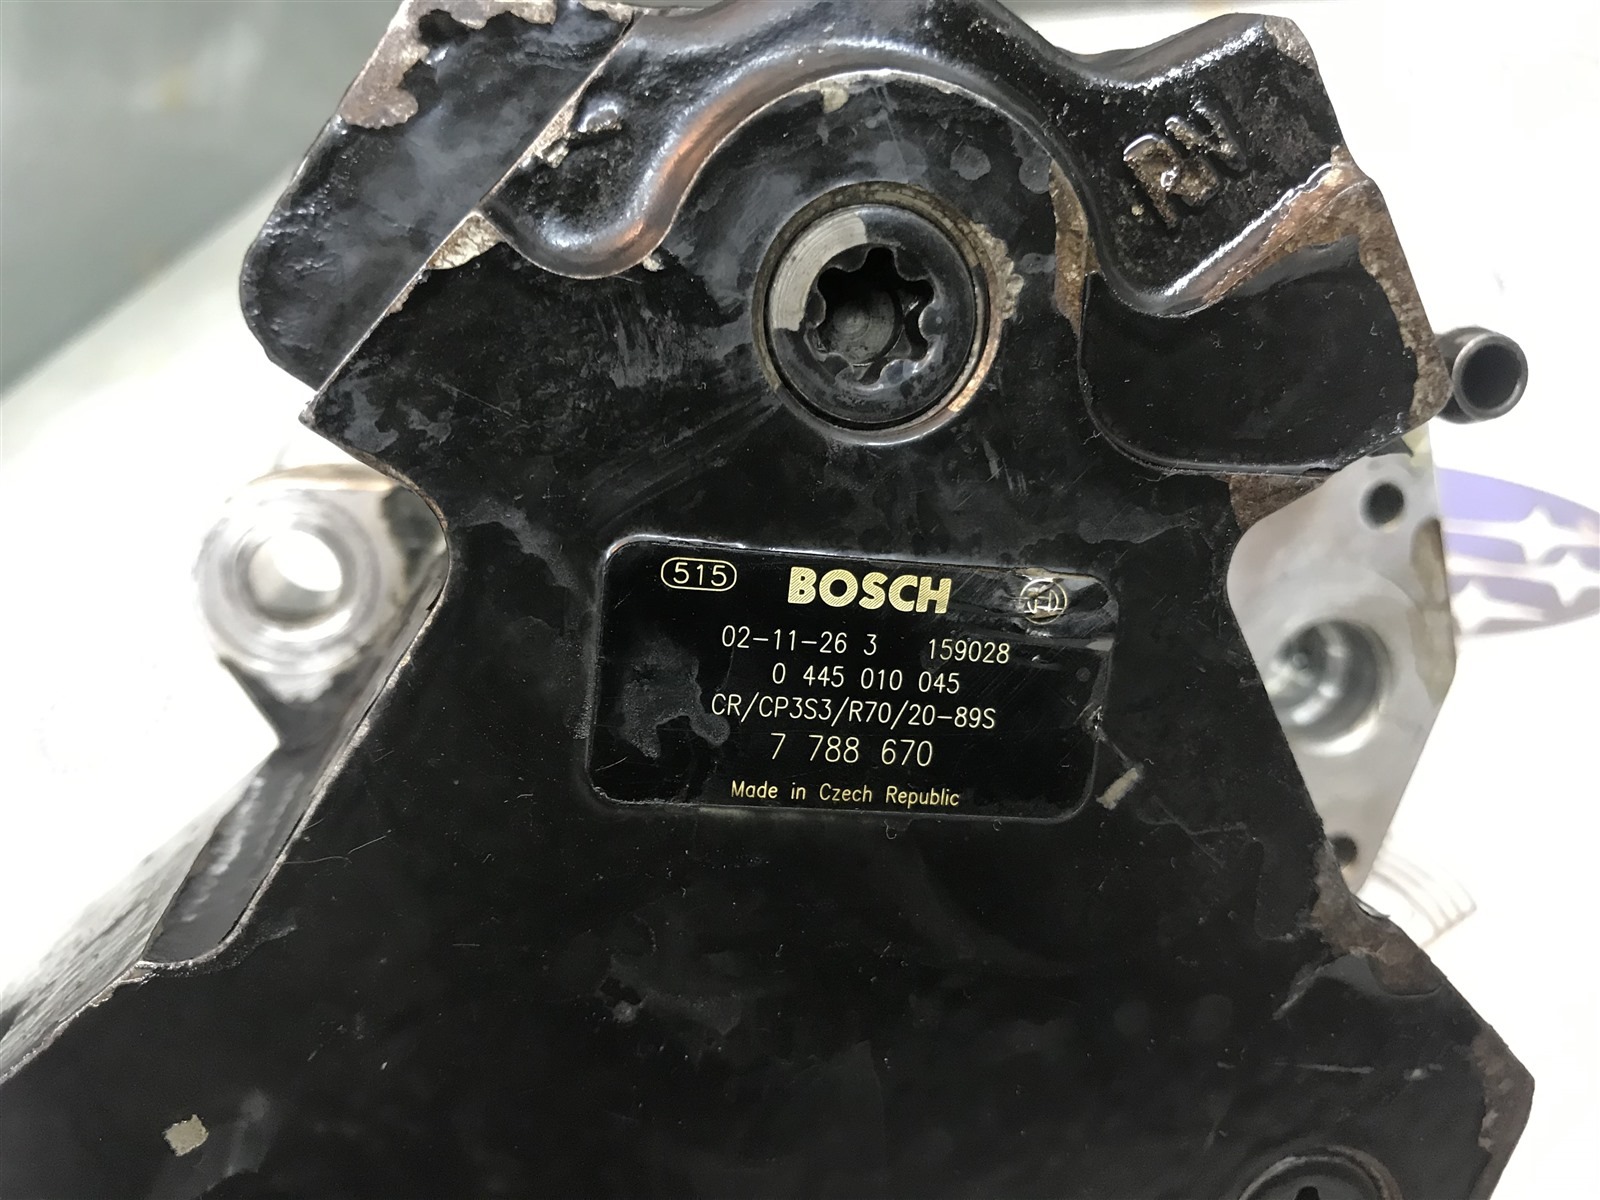 RN
515 BOSCH
02-11-26 3 159028
0 445 010 045
CR/CP3S3/R70/20-89S
7 788 670
Made in Czech Republic